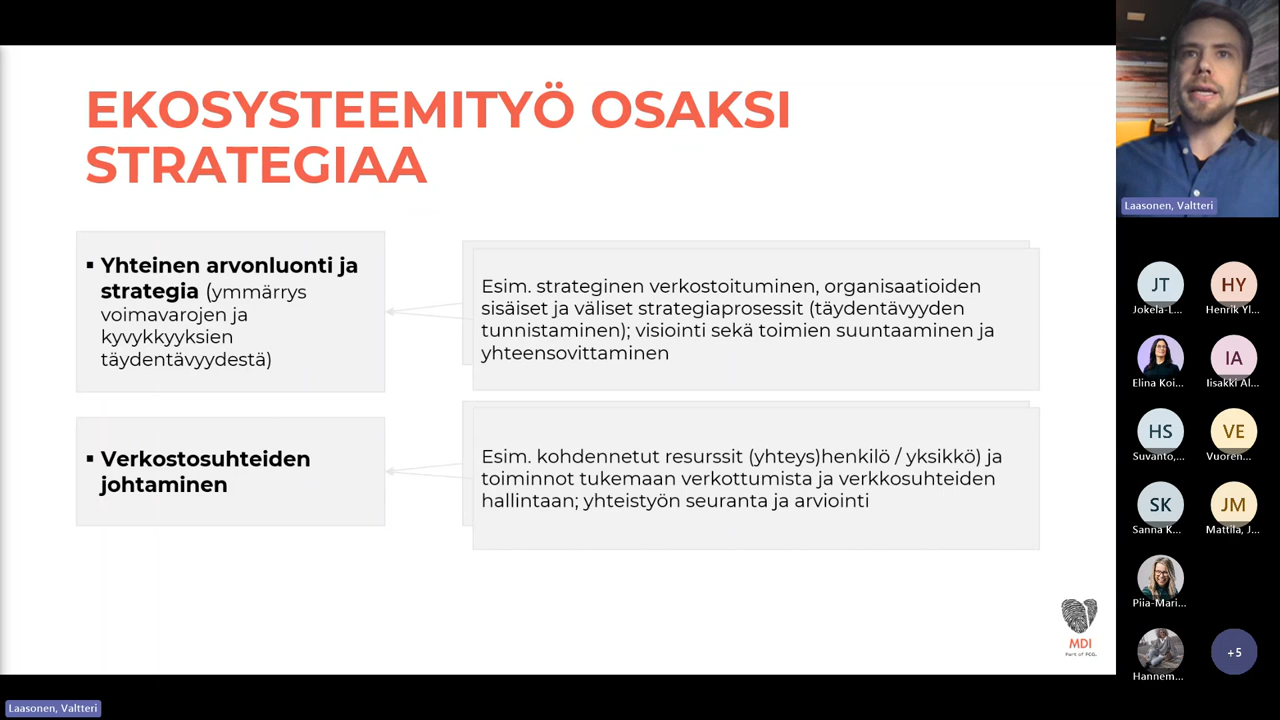 EKOSYSTEEMITYÖ OSAKSI
STRATEGIAA
▪ Yhteinen arvonluonti ja
strategia (ymmärrys
voimavarojen ja
kyvykkyyksien
täydentävyydestä)
Esim. strateginen verkostoituminen, organisaatioiden
sisäiset ja väliset strategiaprosessit (täydentävyyden
tunnistaminen); visiointi sekä toimien suuntaaminen ja
yhteensovittaminen
▪ Verkostosuhteiden
johtaminen
Esim. kohdennetut resurssit (yhteys)henkilö / yksikkö) ja
toiminnot tukemaan verkottumista ja verkkosuhteiden
hallintaan; yhteistyön seuranta ja arviointi
MDI
Part of FCG.
Laasonen, Valtteri
JT
HY
Jokela-L...
Henrik Yl...
IA
Elina Koi...
Iisakki Al...
HS
VE
Suvanto,...
Vuoren...
SK
JM
Sanna K...
Mattila, J...
Piia-Mari...
+5
Hannem...
Laasonen, Valtteri